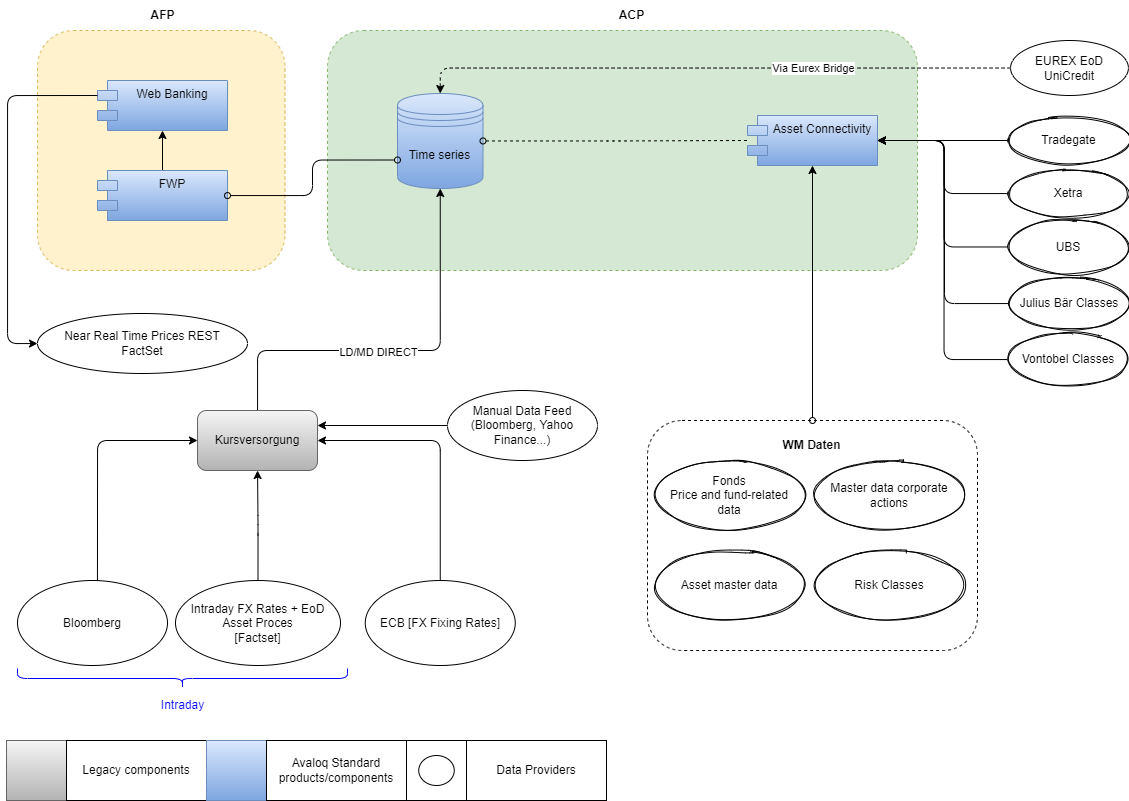 AFP
ACP
Web Banking
FWP
Time series
Via Eurex Bridge
Asset Connectivity
EUREX EoD
UniCredit
Tradegate
Xetra
UBS
Julius Bär Classes
Vontobel Classes
Near Real Time Prices REST
FactSet
LD/MD DIRECT
Kursversorgung
Manual Data Feed
(Bloomberg, Yahoo
Finance...)
WM Daten
Fonds
Price and fund-related
data
Master data corporate
actions
Asset master data
Risk Classes
Bloomberg
Intraday FX Rates + EoD
Asset Proces
[Factset]
ECB [FX Fixing Rates]
Intraday
Legacy components
Avaloq Standard
products/components
Data Providers